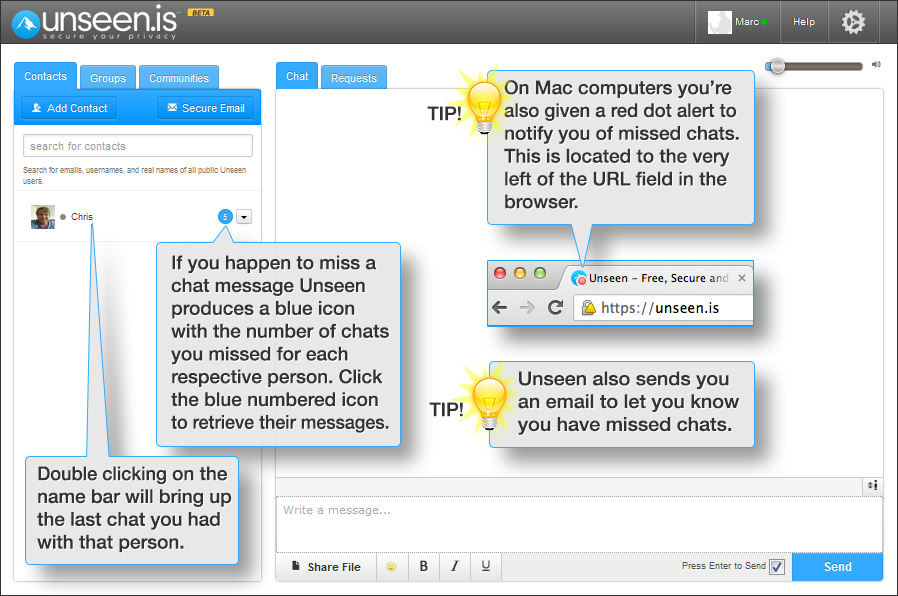 unseen.is BETA
secure your privacy
Marc
Help
Contacts
Groups
Communities
Chat
Requests
Add Contact
Secure Email
search for contacts
Search for emails, usernames, and real names of all public Unseen
users.
Chris
5
TIP!
On Mac computers you're
also given a red dot alert to
notify you of missed chats.
This is located to the very
left of the URL field in the
browser.
If you happen to miss a
chat message Unseen
produces a blue icon
with the number of chats
you missed for each
respective person. Click
the blue numbered icon
to retrieve their messages.
Unseen – Free, Secure and
https://unseen.is
TIP!
Unseen also sends you
an email to let you know
you have missed chats.
Double clicking on the
name bar will bring up
the last chat you had
with that person.
Write a message...
Share File
B
I
U
Press Enter to Send
Send